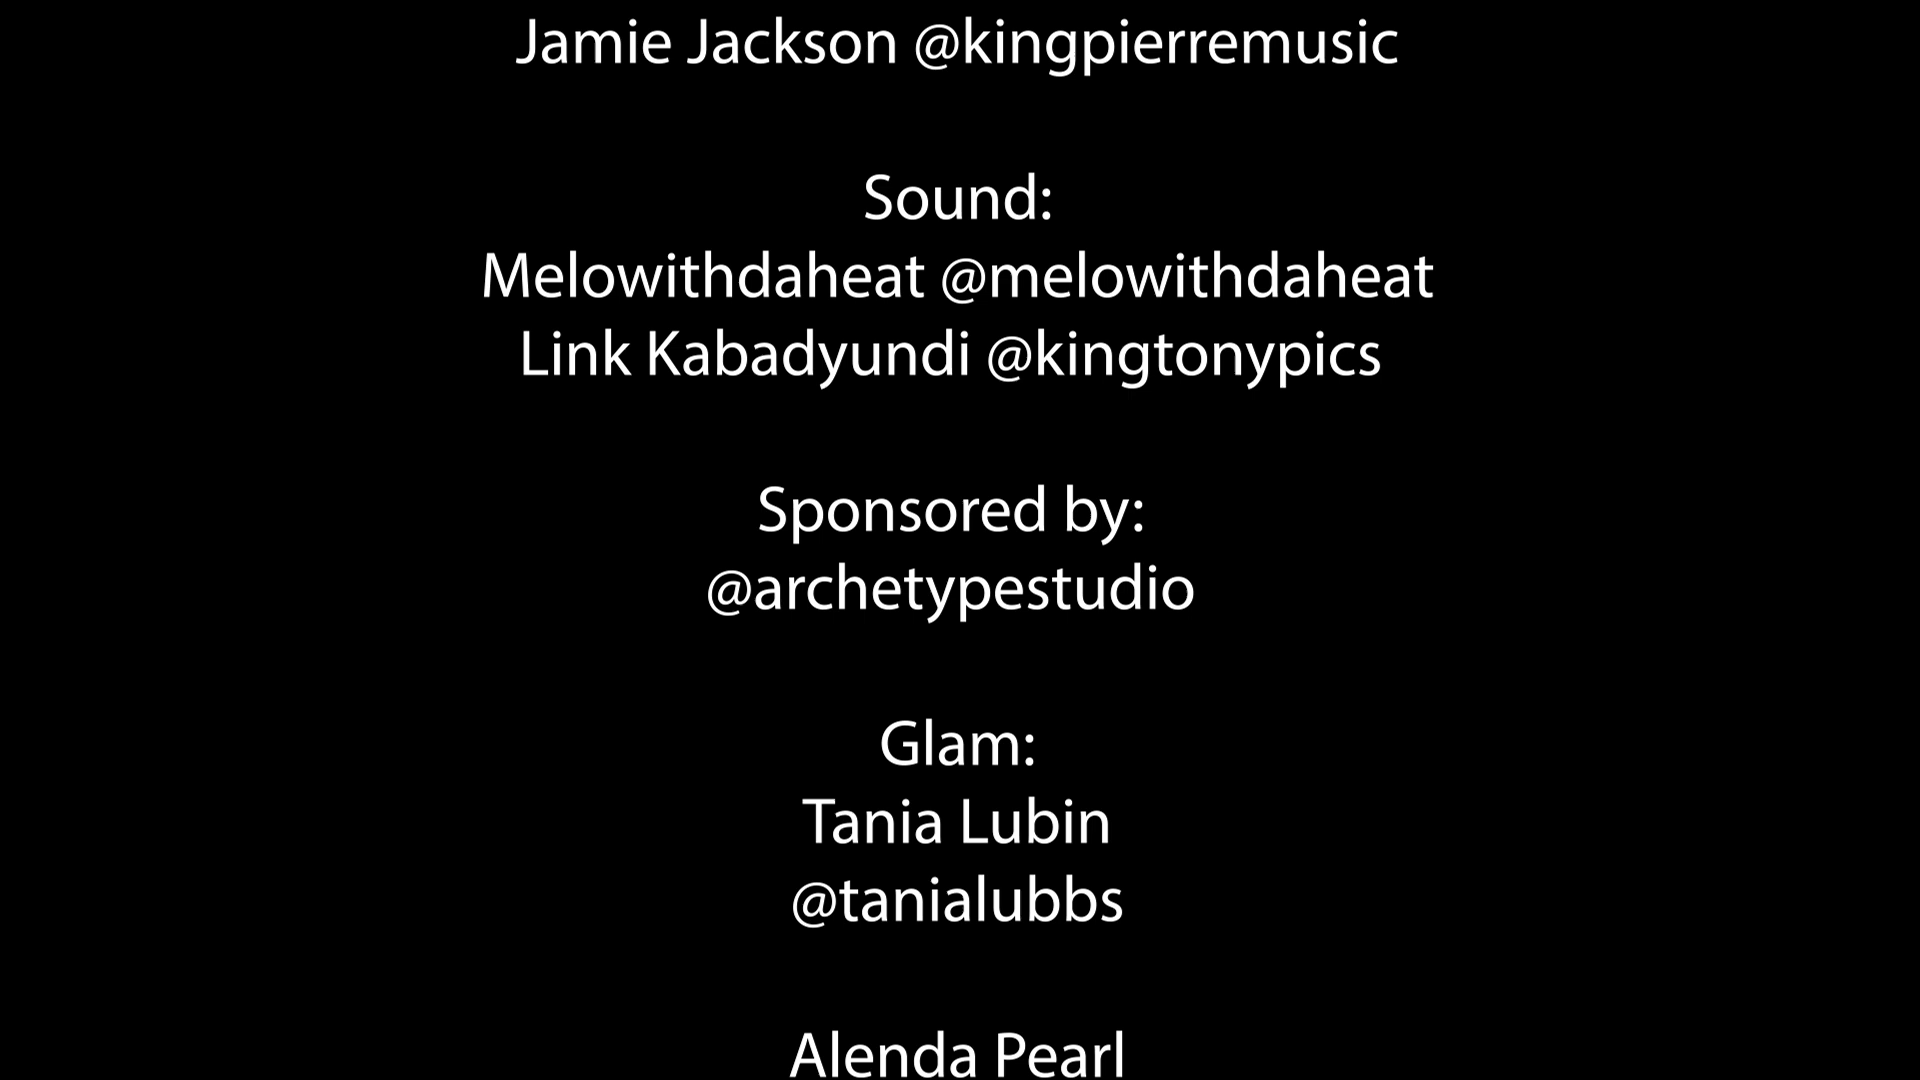 Jamie Jackson @kingpierremusic
Sound:
Melowithdaheat @melowithdaheat
Link Kabadyundi @kingtonypics
Sponsored by:
@archetypestudio
Glam:
Tania Lubin
@tanialubbs
Alenda Pearl